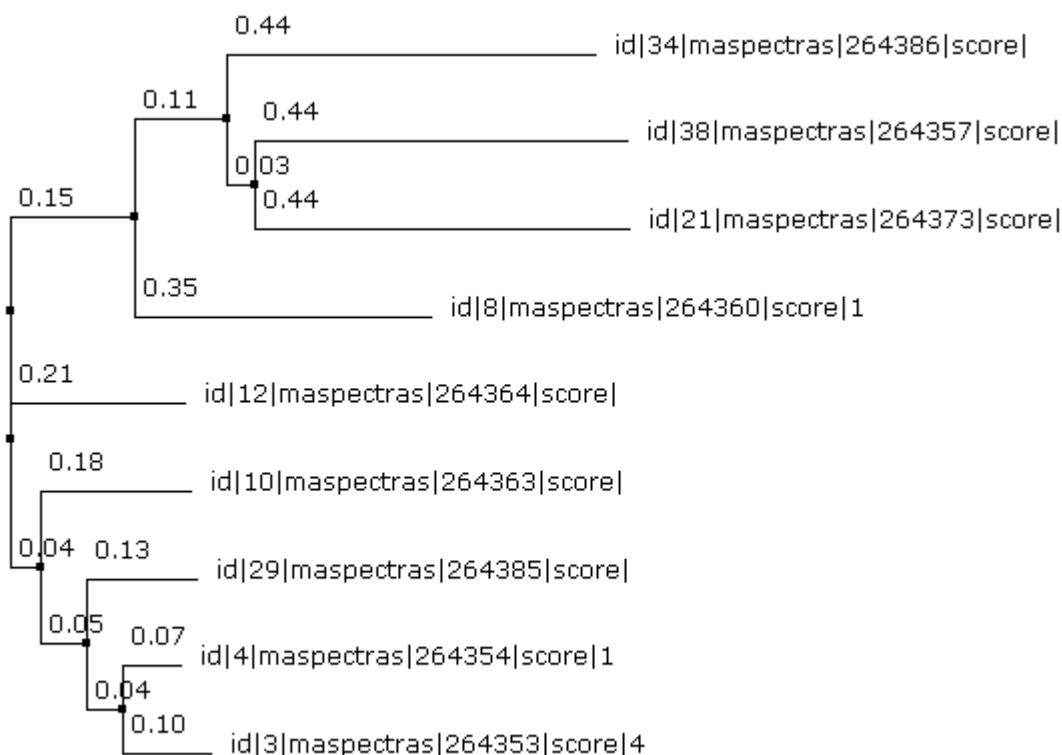 0.44
id|34|maspectras|264386|score|
0.11
0.44
id|38|maspectras|264357|score|
0.03
0.15
0.44
id|21|maspectras|264373|score|
0.35
id|8|maspectras|264360|score|1
0.21
id|12|maspectras|264364|score|
0.18
id|10|maspectras|264363|score|
0.04
0.13
id|29|maspectras|264385|score|
0.05
0.07
id|4|maspectras|264354|score|1
0.04
0.10
id|3|maspectras|264353|score|4